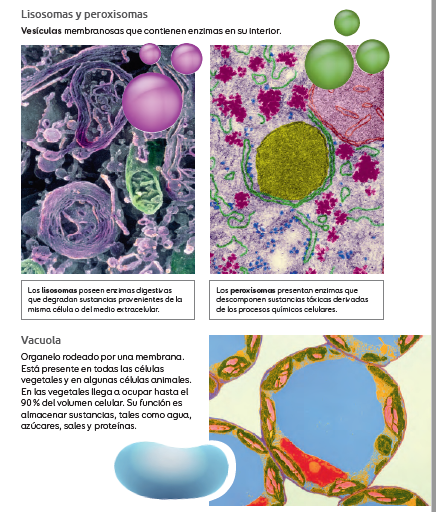 Lisosomas y peroxisomas
Vesículas membranosas que contienen enzimas en su interior.
Los lisosomas poseen enzimas digestivas
que degradan sustancias provenientes de la
misma célula o del medio extracelular.
Los peroxisomas presentan enzimas que
descomponen sustancias tóxicas derivadas
de los procesos químicos celulares.
Vacuola
Organelo rodeado por una membrana.
Está presente en todas las células
vegetales y en algunas células animales.
En las vegetales llega a ocupar hasta el
90 % del volumen celular. Su función es
almacenar sustancias, tales como agua,
azúcares, sales y proteínas.